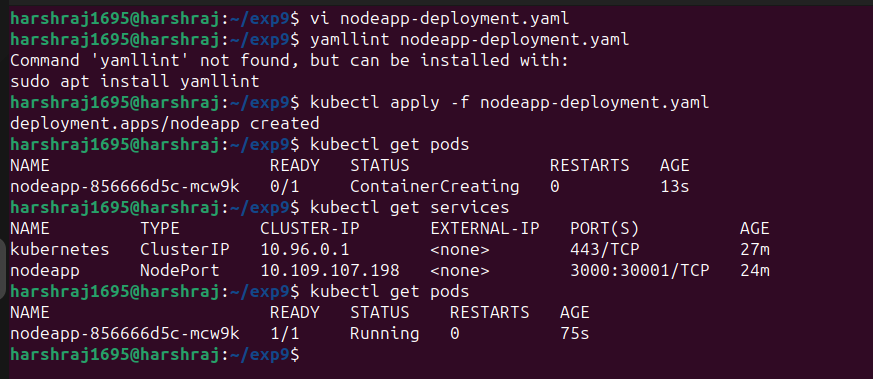 harshraj1695@harshraj:~/exp9$ vi nodeapp-deployment.yaml
harshraj1695@harshraj:~/exp9$ yamllint nodeapp-deployment.yaml
Command 'yamllint' not found, but can be installed with:
sudo apt install yamllint
harshraj1695@harshraj:~/exp9$ kubectl apply -f nodeapp-deployment.yaml
deployment.apps/nodeapp created
harshraj1695@harshraj:~/exp9$ kubectl get pods
NAME                       READY   STATUS              RESTARTS   AGE
nodeapp-856666d5c-mcw9k    0/1     ContainerCreating   0          13s
harshraj1695@harshraj:~/exp9$ kubectl get services
NAME         TYPE        CLUSTER-IP       EXTERNAL-IP   PORT(S)          AGE
kubernetes   ClusterIP   10.96.0.1        <none>        443/TCP          27m
nodeapp      NodePort    10.109.107.198   <none>        3000:30001/TCP   24m
harshraj1695@harshraj:~/exp9$ kubectl get pods
NAME                       READY   STATUS    RESTARTS   AGE
nodeapp-856666d5c-mcw9k    1/1     Running   0          75s
harshraj1695@harshraj:~/exp9$